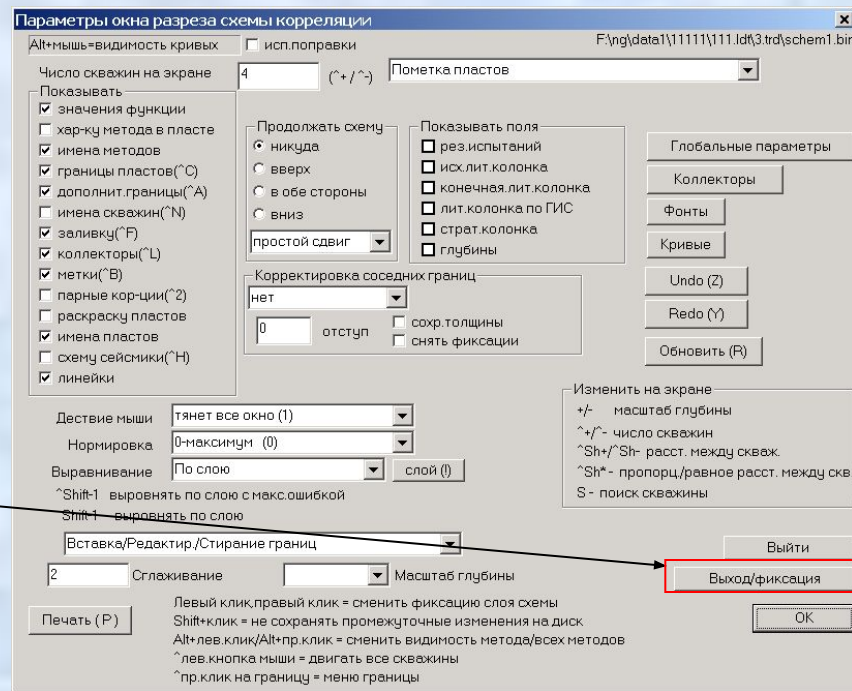 Параметры окна разреза схемы корреляции
Alt+мышь=видимость кривых
исп.поправки
F:\ng\data1\11111\111.ldt\3.trd\schem1.bin
Число скважин на экране
4
(^+ / ^-)
Пометка пластов
Показывать
значения функции
хар-ку метода в пласте
имена методов
границы пластов(^C)
дополнит.границы(^A)
имена скважин(^N)
заливку(^F)
коллекторы(^L)
метки(^B)
парные кор-ции(^2)
раскраску пластов
имена пластов
схему сейсмики(^H)
линейки
Продолжать схему
никуда
вверх
в обе стороны
вниз
простой сдвиг
Показывать поля
рез.испытаний
исх.лит.колонка
конечная.лит.колонка
лит.колонка по ГИС
страт.колонка
глубины
Корректировка соседних границ
нет
0
отступ
сохр.толщины
снять фиксации
Глобальные параметры
Коллекторы
Фонты
Кривые
Undo (Z)
Redo (Y)
Обновить (R)
Дествие мыши
тянет все окно (1)
Нормировка
0-максимум (0)
Выравнивание
По слою
слой (!)
^Shift-1 выровнять по слою с макс.ошибкой
Shift-1 выровнять по слою
Изменить на экране
+/- масштаб глубины
^+/^- число скважин
^Sh+/^Sh- расст. между скваж.
^Sh* - пропорц./равное расст. между скв.
S - поиск скважины
Вставка/Редактир./Стирание границ
2
Сглаживание
Масштаб глубины
Выйти
Выход/фиксация
OK
Печать ( P )
Левый клик,правый клик = сменить фиксацию слоя схемы
Shift+клик = не сохранять промежуточные изменения на диск
Alt+лев.клик/Alt+пр.клик = сменить видимость метода/всех методов
^лев.кнопка мыши = двигать все скважины
^пр.клик на границу = меню границы